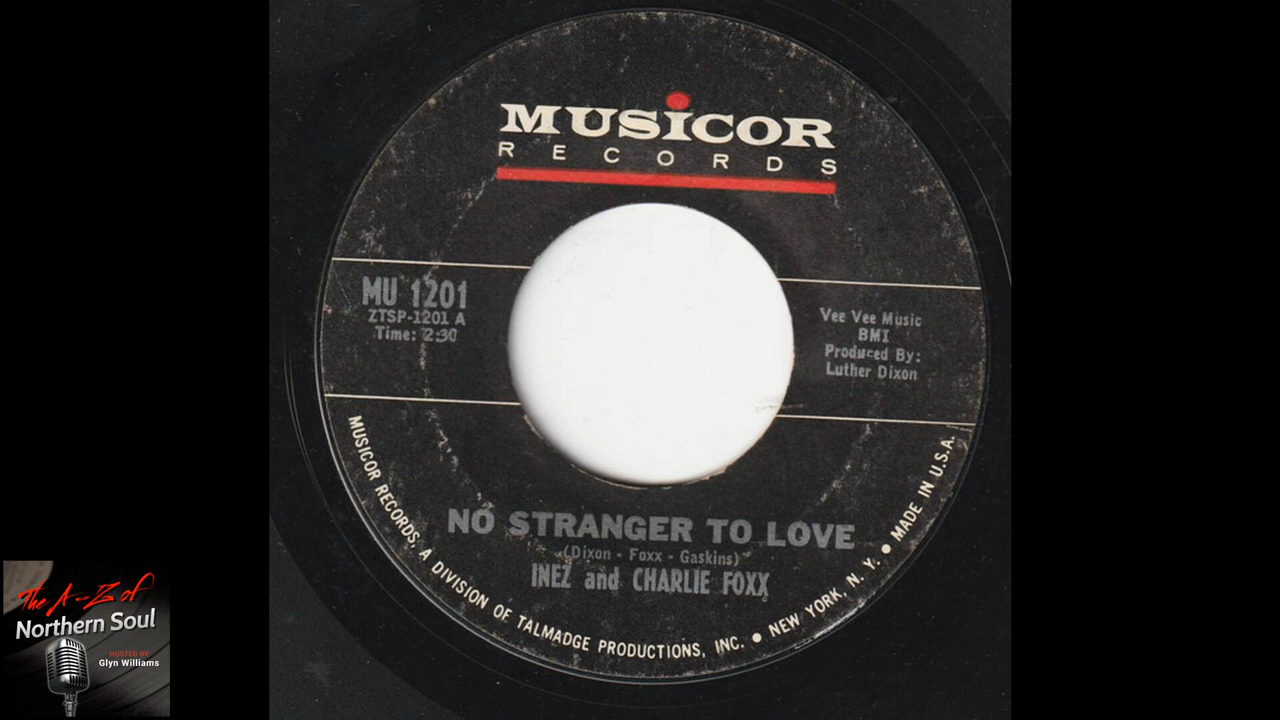 MUSICOR
RECORDS
MU 1201
ZTSP-1201 A
Time: 2:30
Vee Vee Music
BMI
Produced By:
Luther Dixon
NO STRANGER TO LOVE
(Dixon - Foxx - Gaskins)
INEZ and CHARLIE FOXX
MUSICOR RECORDS, A DIVISION OF TALMADGE PRODUCTIONS, INC. ● NEW YORK, N. Y. ● MADE IN U.S.A.
The A-Z of
Northern Soul
HOSTED BY
Glyn Williams